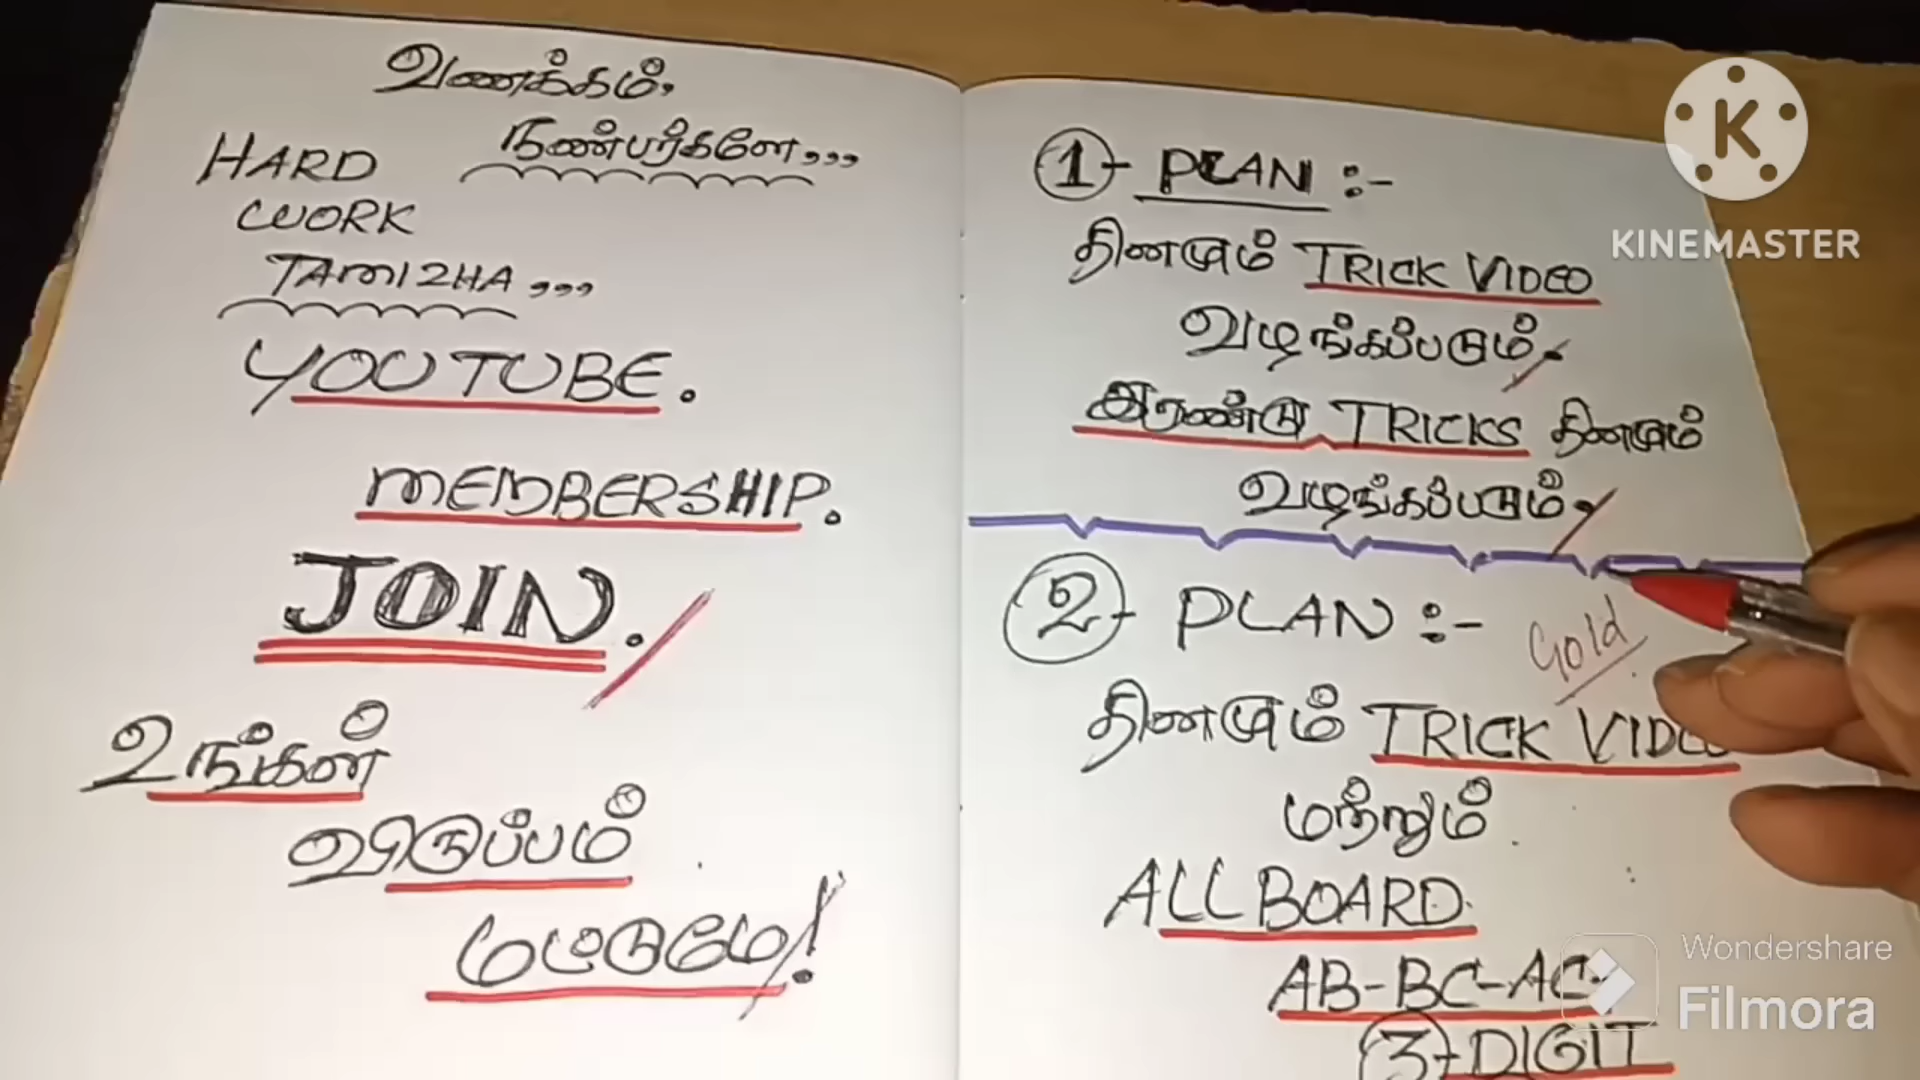 வணக்கம்,
நண்பர்களே,,,
HARD
WORK
TAMIZHA,,,
YOUTUBE.
MEMBERSHIP.
JOIN.
உங்கள்
விருப்பம்
மட்டுமே!
1- PLAN :-
தினமும் TRICK VIDEO
வழங்கப்படும்.
இரண்டு TRICKS தினமும்
வழங்கப்படும்.
2- PLAN :-
Gold
தினமும் TRICK VIDEO
மற்றும்
ALL BOARD.
AB-BC-AC-
3-DIGIT
K
KINEMASTER
Wondershare
Filmora